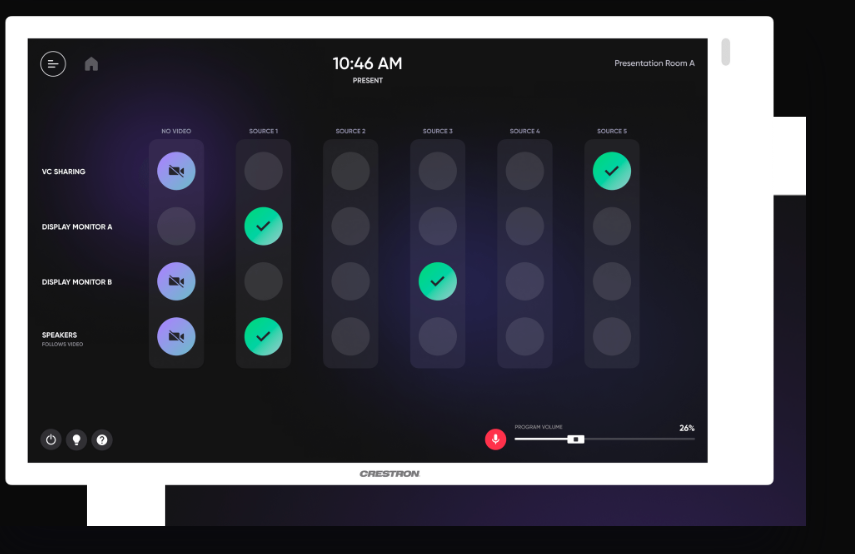 10:46 AM
PRESENT
Presentation Room A
NO VIDEO
SOURCE 1
SOURCE 2
SOURCE 3
SOURCE 4
SOURCE 5
VC SHARING
DISPLAY MONITOR A
DISPLAY MONITOR B
SPEAKERS
FOLLOWS VIDEO
PROGRAM VOLUME
26%
CRESTRON